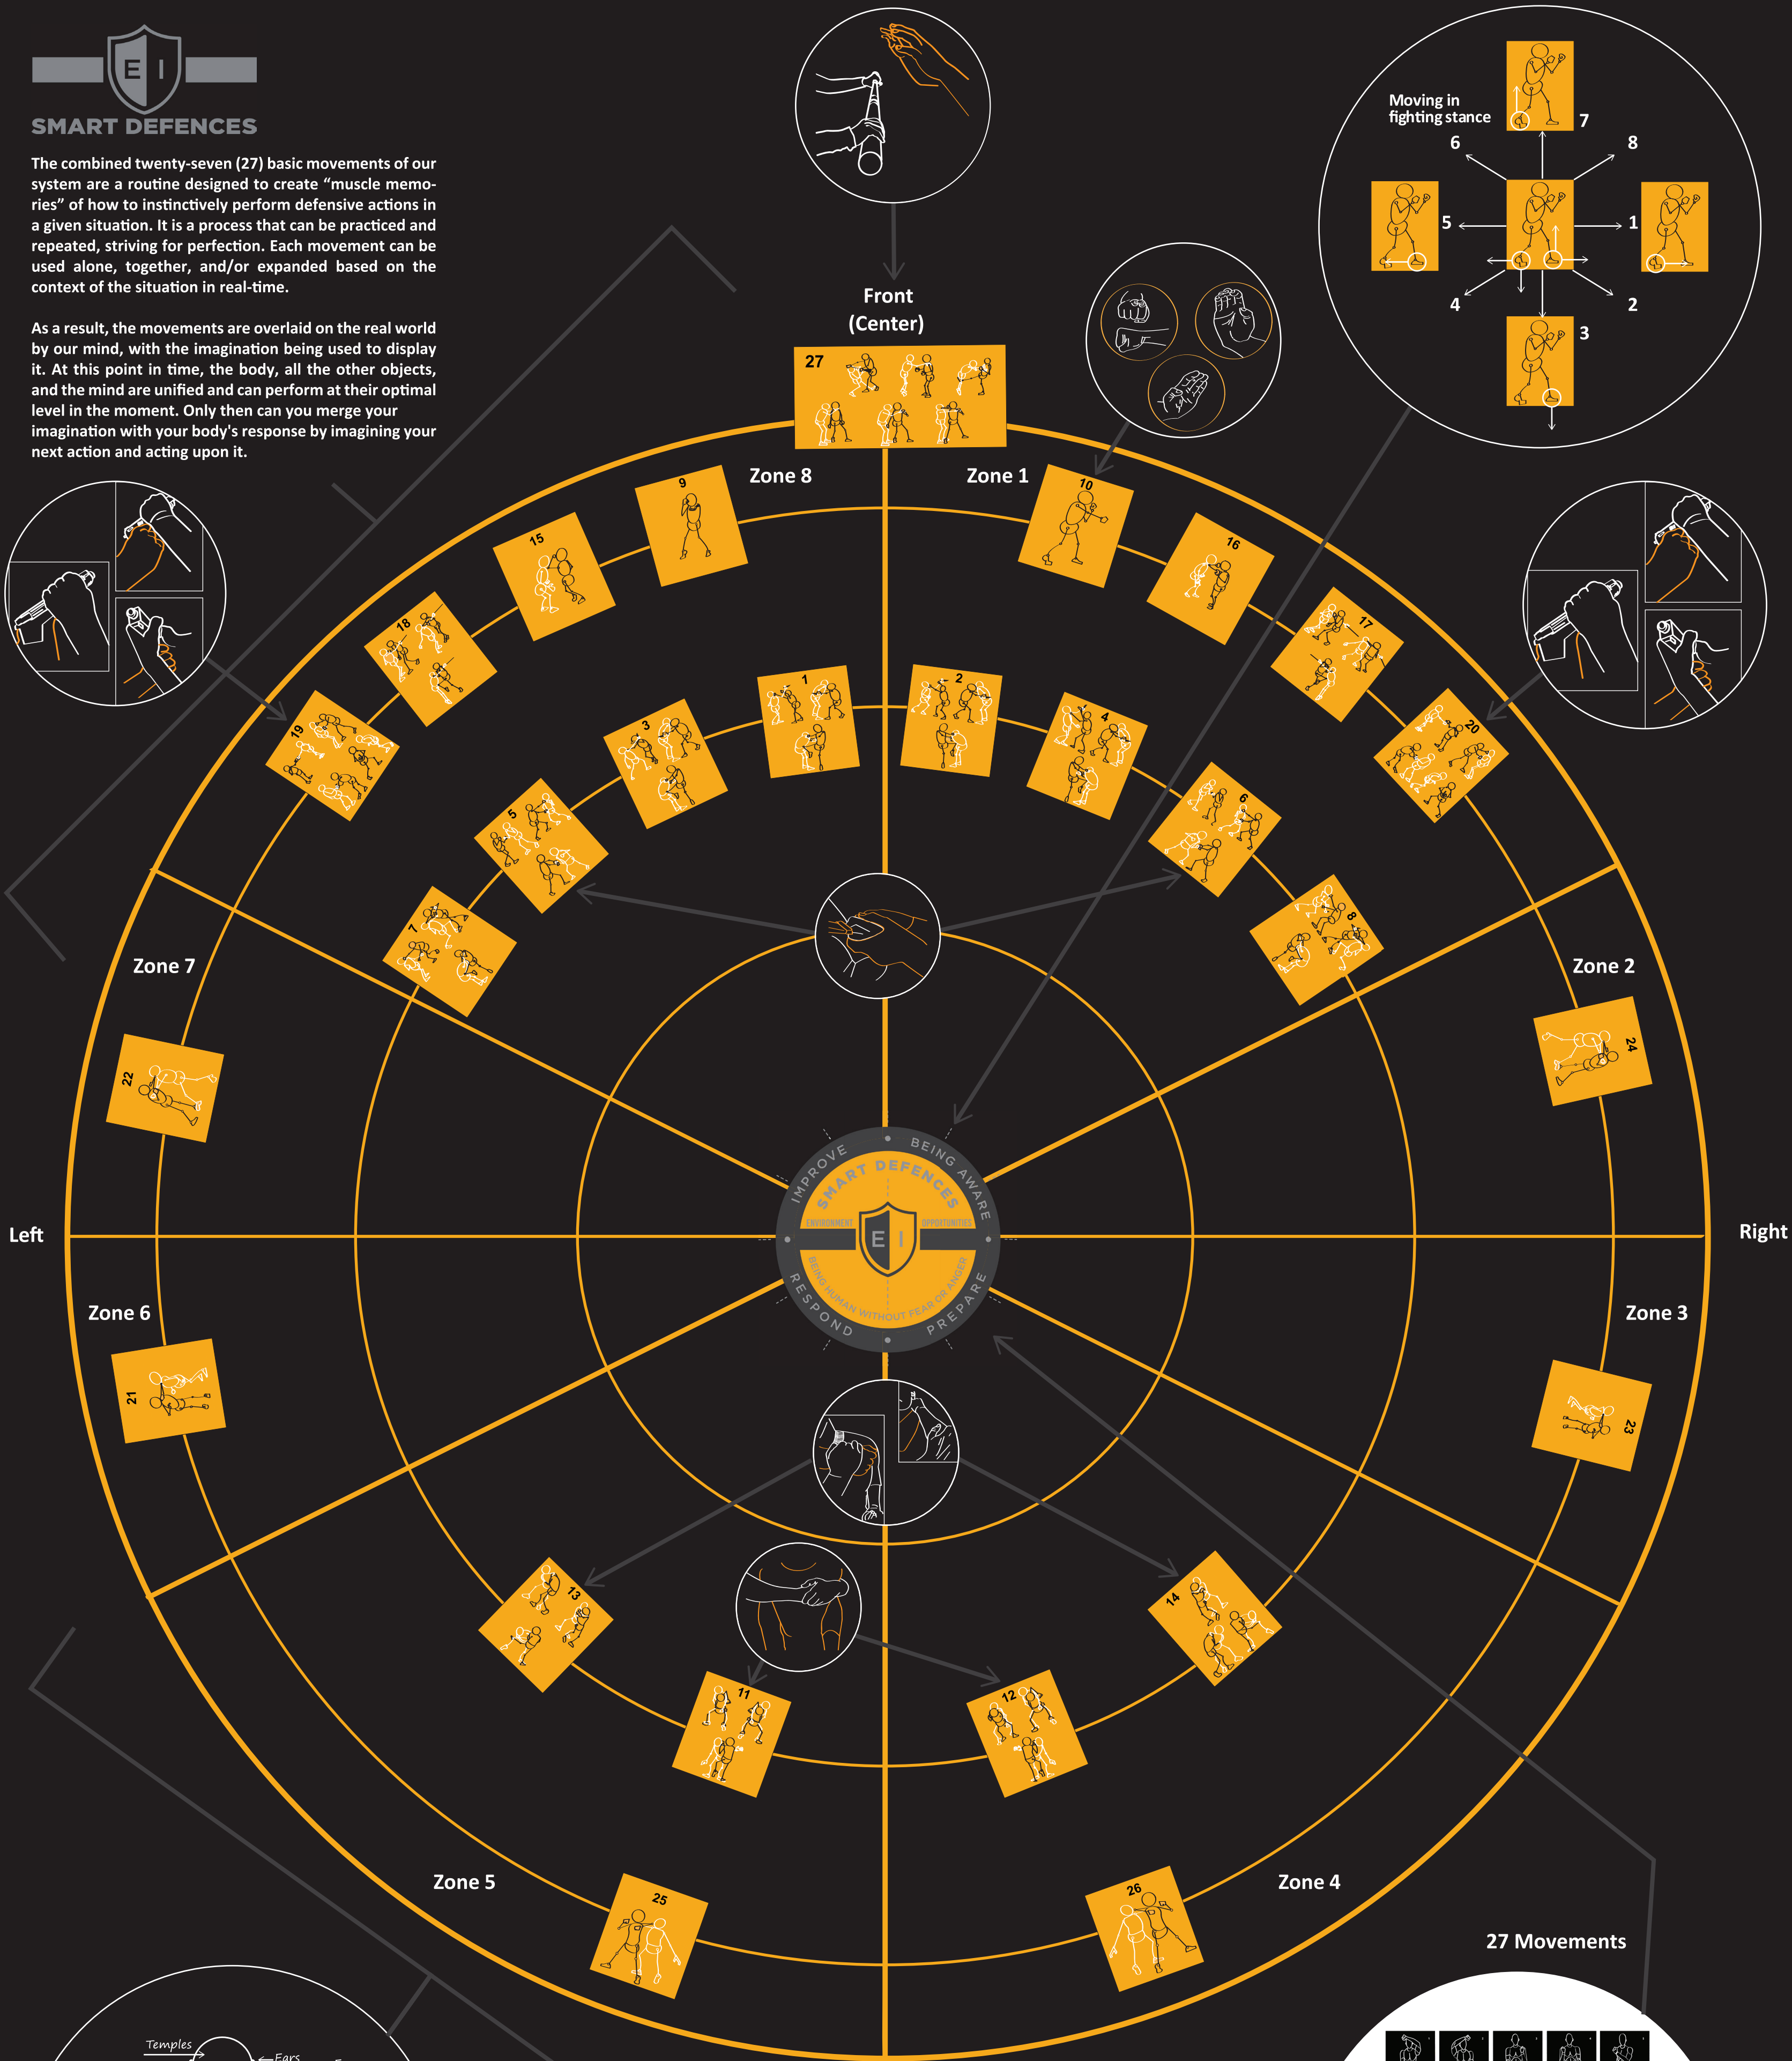 E I
SMART DEFENCES
The combined twenty-seven (27) basic movements of our
system are a routine designed to create “muscle memo-
ries” of how to instinctively perform defensive actions in
a given situation. It is a process that can be practiced and
repeated, striving for perfection. Each movement can be
used alone, together, and/or expanded based on the
context of the situation in real-time.
As a result, the movements are overlaid on the real world
by our mind, with the imagination being used to display
it. At this point in time, the body, all the other objects,
and the mind are unified and can perform at their optimal
level in the moment. Only then can you merge your
imagination with your body's response by imagining your
next action and acting upon it.
Moving in
fighting stance
7
6
8
5
1
4
2
3
Front
(Center)
27
Zone 8
Zone 1
9
10
15
16
18
17
19
20
1
2
3
4
5
6
7
8
Zone 7
Zone 2
22
24
Left
Right
IMPROVE
BEING AWARE
SMART DEFENCES
ENVIRONMENT
OPPORTUNITIES
E I
BEING HUMAN WITHOUT FEAR OR ANGER
RESPOND
PREPARE
Zone 6
Zone 3
21
23
13
14
11
12
Zone 5
Zone 4
25
26
27 Movements
Temples
Ears